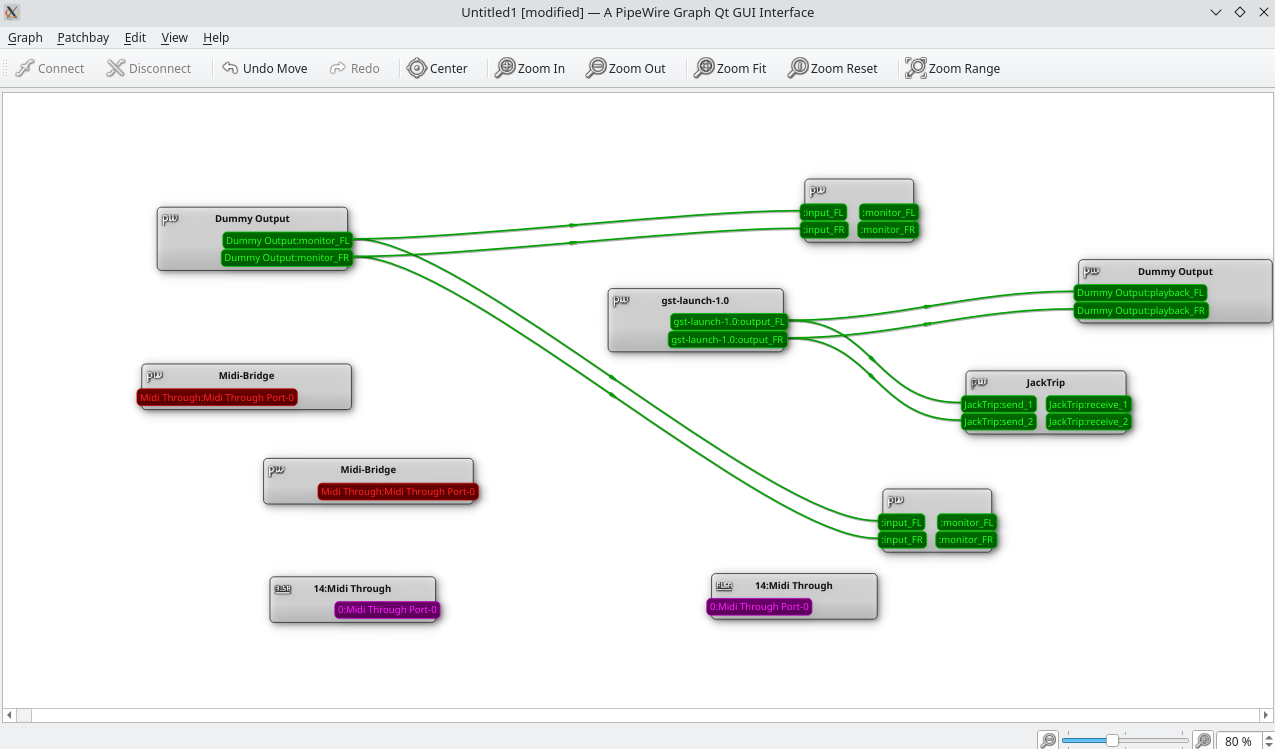 Untitled1 [modified] — A PipeWire Graph Qt GUI Interface
Graph Patchbay Edit View Help
Connect Disconnect Undo Move Redo Center Zoom In Zoom Out Zoom Fit Zoom Reset Zoom Range
pw
:input_FL :monitor_FL
:input_FR :monitor_FR
pw Dummy Output
Dummy Output:monitor_FL
Dummy Output:monitor_FR
pw Dummy Output
Dummy Output:playback_FL
Dummy Output:playback_FR
pw gst-launch-1.0
gst-launch-1.0:output_FL
gst-launch-1.0:output_FR
pw Midi-Bridge
Midi Through:Midi Through Port-0
pw JackTrip
JackTrip:send_1 JackTrip:receive_1
JackTrip:send_2 JackTrip:receive_2
pw Midi-Bridge
Midi Through:Midi Through Port-0
pw
:input_FL :monitor_FL
:input_FR :monitor_FR
ALSA 14:Midi Through
0:Midi Through Port-0
ALSA 14:Midi Through
0:Midi Through Port-0
80 %